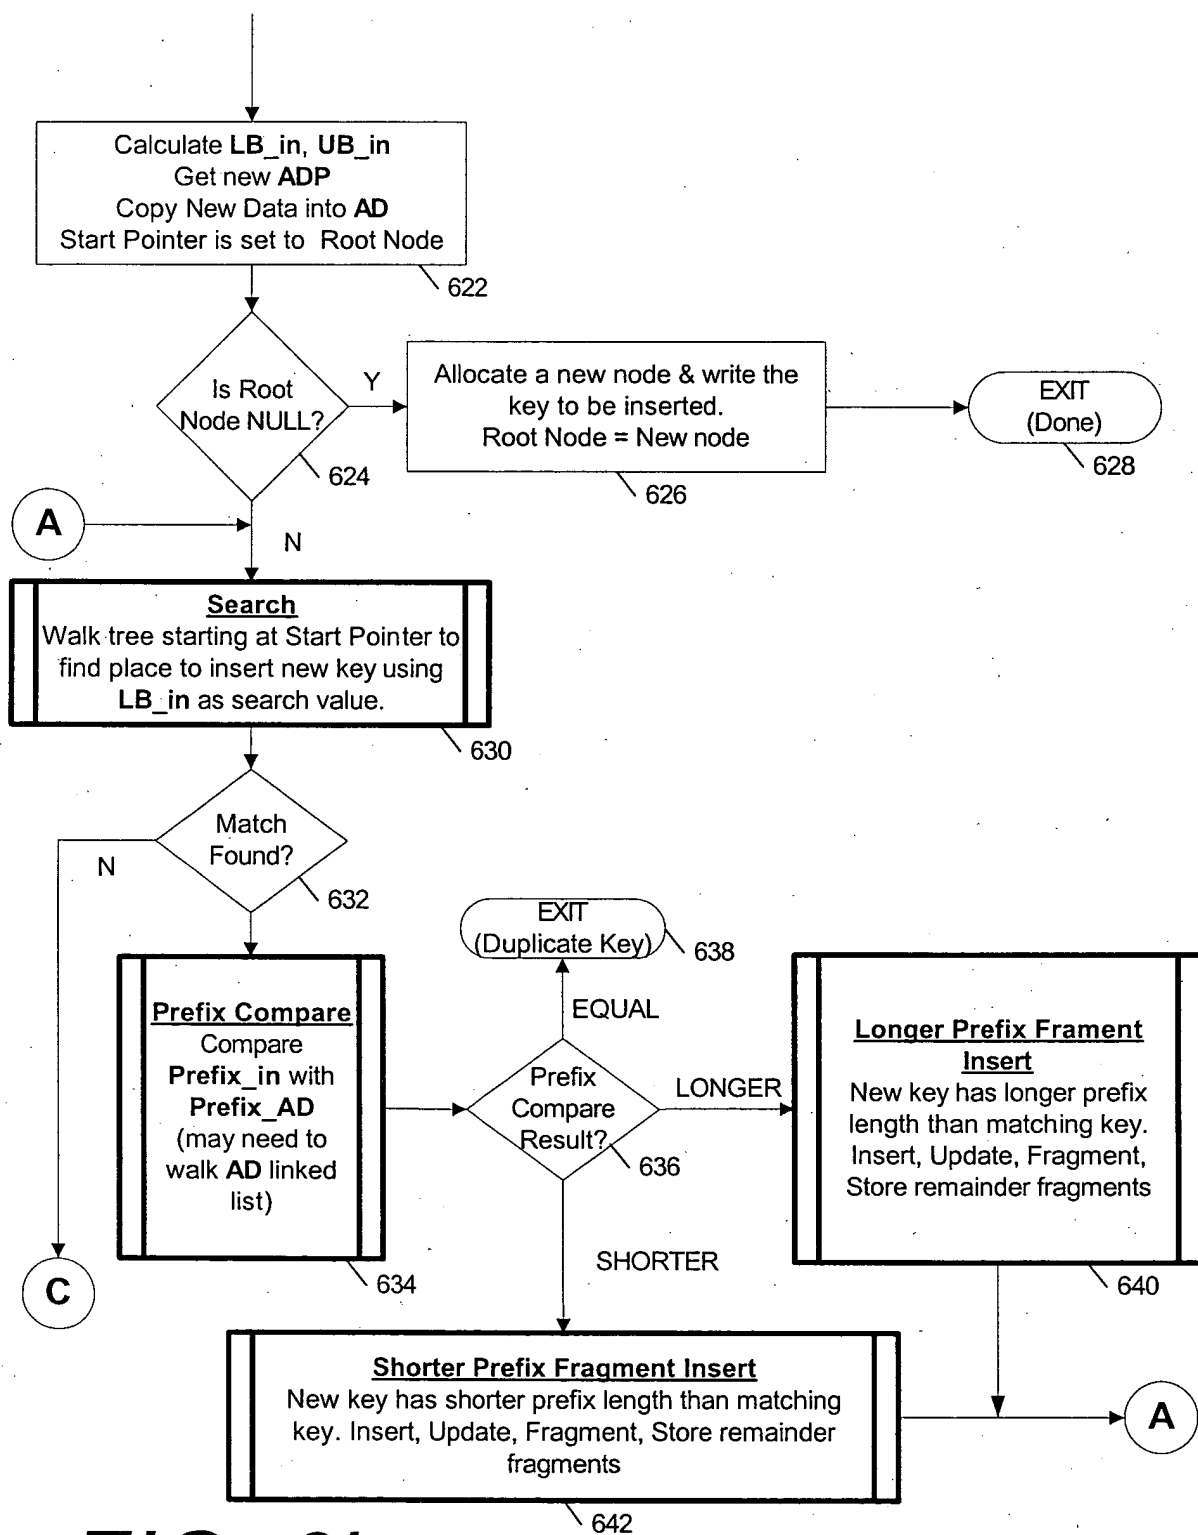 Calculate LB_in, UB_in
Get new ADP
Copy New Data into AD
Start Pointer is set to Root Node
622
Is Root
Node NULL?
Y
624
Allocate a new node & write the
key to be inserted.
Root Node = New node
626
EXIT
(Done)
628
A
N
Search
Walk tree starting at Start Pointer to
find place to insert new key using
LB_in as search value.
630
Match
Found?
N
632
EXIT
(Duplicate Key)
638
EQUAL
Prefix Compare
Compare
Prefix_in with
Prefix_AD
(may need to
walk AD linked
list)
634
Prefix
Compare
Result?
636
LONGER
Longer Prefix Frament
Insert
New key has longer prefix
length than matching key.
Insert, Update, Fragment,
Store remainder fragments
640
SHORTER
C
Shorter Prefix Fragment Insert
New key has shorter prefix length than matching
key. Insert, Update, Fragment, Store remainder
fragments
642
A